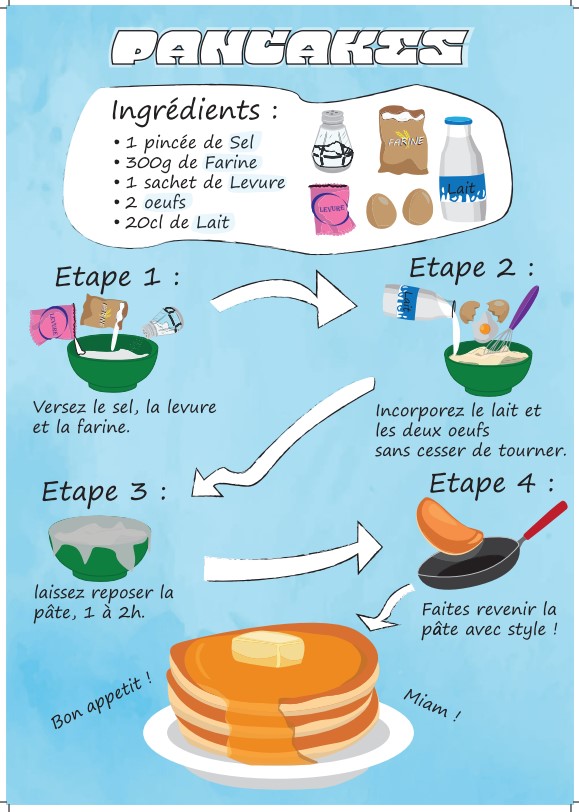 PANCAKES
Ingrédients :
• 1 pincée de Sel
• 300g de Farine
• 1 sachet de Levure
• 2 oeufs
• 20cl de Lait
FARINE
LEVURE
Lait
Etape 1 :
LEVURE
FARINE
Versez le sel, la levure
et la farine.
Etape 2 :
Lait
Incorporez le lait et
les deux oeufs
sans cesser de tourner.
Etape 3 :
laissez reposer la
pâte, 1 à 2h.
Etape 4 :
Faites revenir la
pâte avec style !
Bon appetit !
Miam !